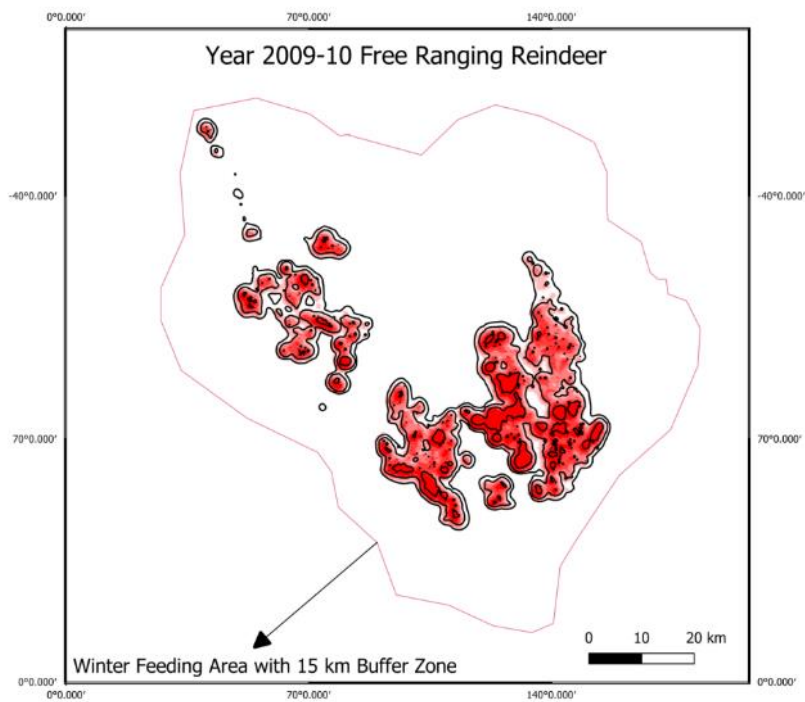 0°0.000' 70°0.000' 140°0.000'
Year 2009-10 Free Ranging Reindeer
-40°0.000' -40°0.000'
70°0.000' 70°0.000'
0 10 20 km
Winter Feeding Area with 15 km Buffer Zone
0°0.000' 0°0.000'
0°0.000' 70°0.000' 140°0.000'